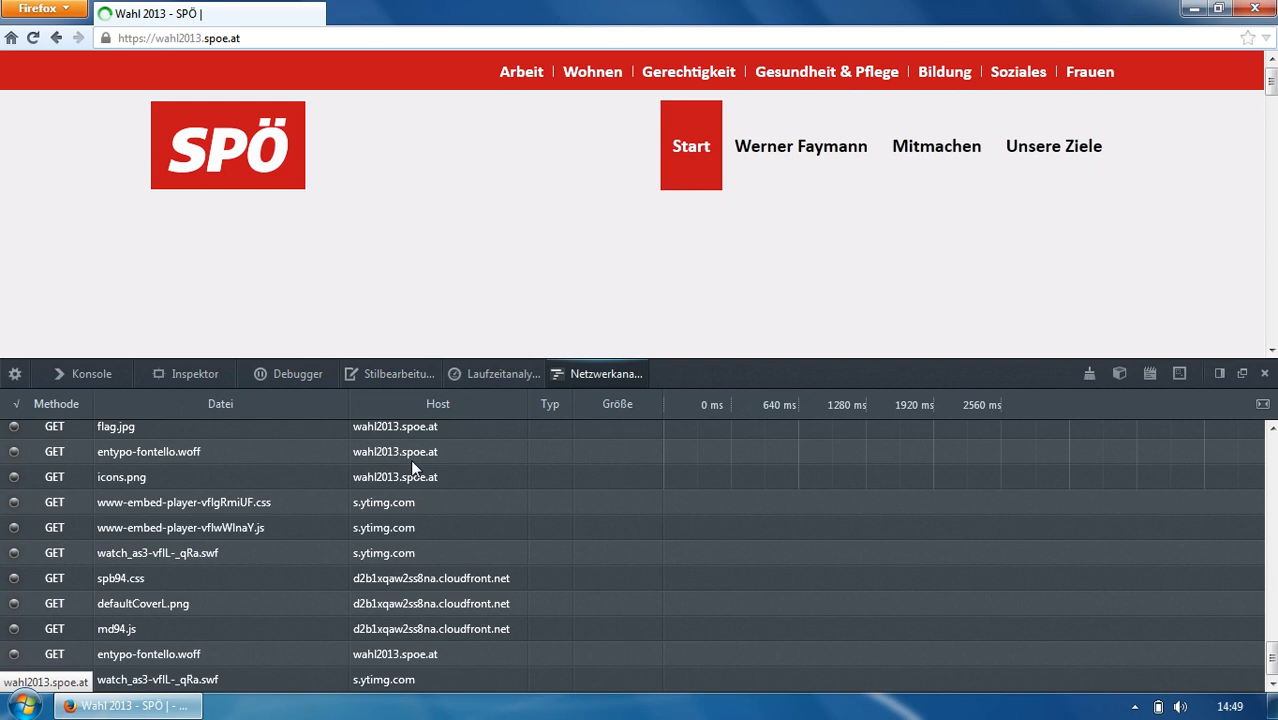 Firefox
Wahl 2013 - SPÖ |
https://wahl2013.spoe.at
Arbeit | Wohnen | Gerechtigkeit | Gesundheit & Pflege | Bildung | Soziales | Frauen
SPÖ
Start Werner Faymann Mitmachen Unsere Ziele
Konsole Inspektor Debugger Stilbearbeitu... Laufzeitanaly... Netzwerkana...
√ Methode Datei Host Typ Größe 0 ms 640 ms 1280 ms 1920 ms 2560 ms
GET flag.jpg wahl2013.spoe.at
GET entypo-fontello.woff wahl2013.spoe.at
GET icons.png wahl2013.spoe.at
GET www-embed-player-vflgRmiUF.css s.ytimg.com
GET www-embed-player-vflwWlnaY.js s.ytimg.com
GET watch_as3-vflL-_qRa.swf s.ytimg.com
GET spb94.css d2b1xqaw2ss8na.cloudfront.net
GET defaultCoverL.png d2b1xqaw2ss8na.cloudfront.net
GET md94.js d2b1xqaw2ss8na.cloudfront.net
GET entypo-fontello.woff wahl2013.spoe.at
wahl2013.spoe.at watch_as3-vflL-_qRa.swf s.ytimg.com
Wahl 2013 - SPÖ | - ... 14:49